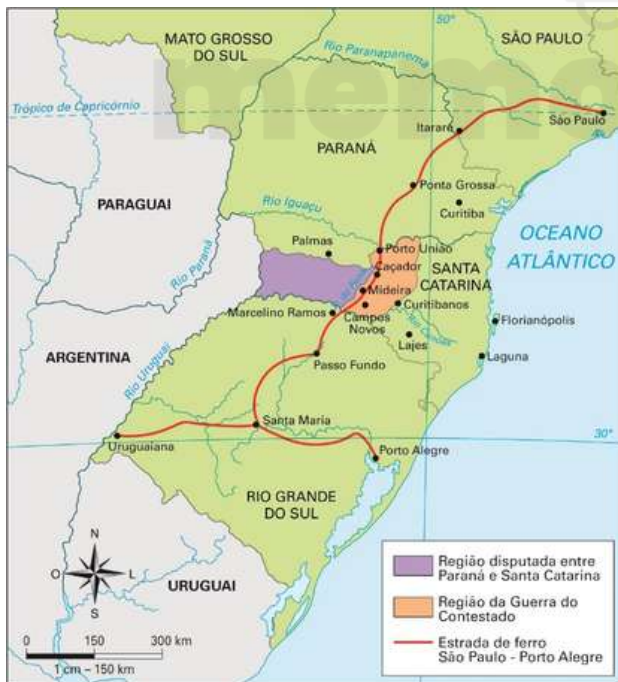 50°
MATO GROSSO
DO SUL
SÃO PAULO
Rio Paranapanema
memo
Trópico de Capricórnio
São Paulo
Itararé
PARANÁ
Ponta Grossa
PARAGUAI
Rio Iguaçu
Curitiba
OCEANO
ATLÂNTICO
Palmas
Porto União
Rio Paraná
SANTA
CATARINA
Caçador
Mideira
Curitibanos
Marcelino Ramos
Campos
Novos
Florianópolis
Rio Canoas
Lajes
ARGENTINA
Rio Uruguai
Passo Fundo
Laguna
Santa Maria
Uruguaiana
30°
Porto Alegre
RIO GRANDE
DO SUL
N
O
L
S
URUGUAI
0 150 300 km
1 cm – 150 km
Região disputada entre
Paraná e Santa Catarina
Região da Guerra do
Contestado
Estrada de ferro
São Paulo - Porto Alegre